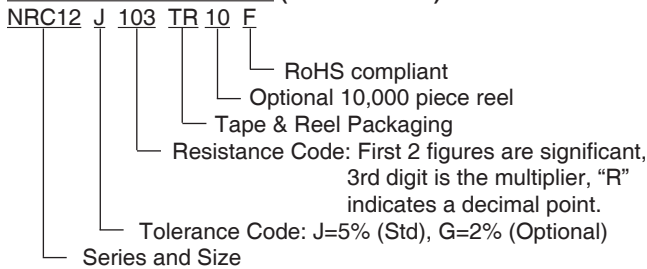 NRC12 J 103 TR 10 F
RoHS compliant
Optional 10,000 piece reel
Tape & Reel Packaging
Resistance Code: First 2 figures are significant,
3rd digit is the multiplier, “R”
indicates a decimal point.
Tolerance Code: J=5% (Std), G=2% (Optional)
Series and Size